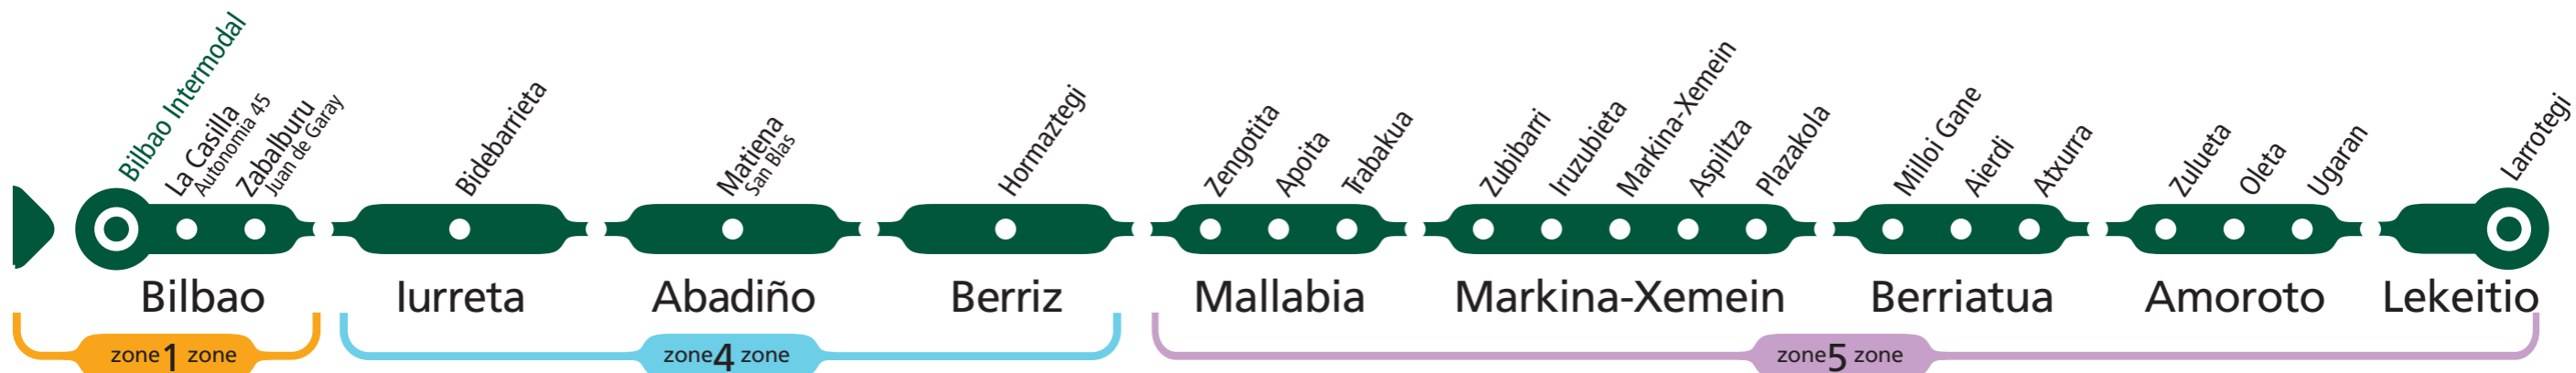 Bilbao Intermodal
La Casilla
Autonomia 45
Zabalburu
Juan de Garay
Bidebarrieta
Matiena
San Blas
Hormaztegi
Zengotita
Apoita
Trabakua
Zubibarri
Iruzubieta
Markina-Xemein
Aspiltza
Plazakola
Milloi Gane
Aierdi
Atxurra
Zulueta
Oleta
Ugaran
Larrotegi
Bilbao
Iurreta
Abadiño
Berriz
Mallabia
Markina-Xemein
Berriatua
Amoroto
Lekeitio
zone 1 zone
zone 4 zone
zone 5 zone